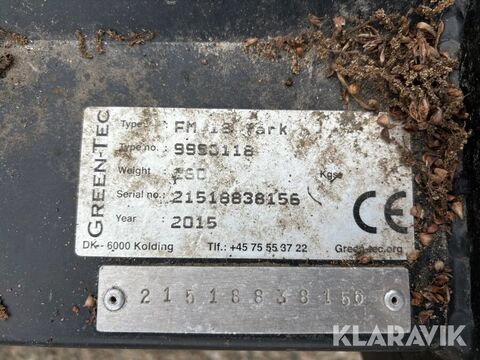 GREEN-TEC
Type: FM 18 Park
Type no.: 9990118
Weight : Kgs.
Serial no.: 21518838156
Year : 2015
DK-- 6000 Kolding Tlf.: +45 75 55 37 22 Green-tec.org
CE
21518838156
KLARAVIK